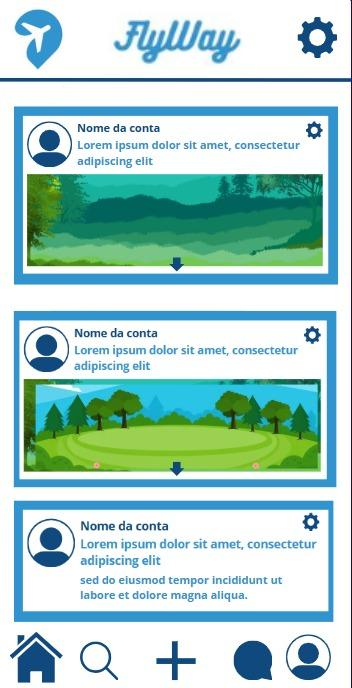 FlyWay
Nome da conta
Lorem ipsum dolor sit amet, consectetur
adipiscing elit
Nome da conta
Lorem ipsum dolor sit amet, consectetur
adipiscing elit
Nome da conta
Lorem ipsum dolor sit amet, consectetur
adipiscing elit
sed do eiusmod tempor incididunt ut
labore et dolore magna aliqua.